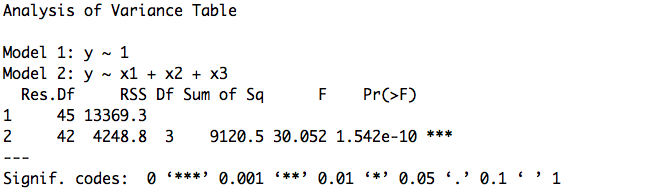 Analysis of Variance Table

Model 1: y ~ 1
Model 2: y ~ x1 + x2 + x3
  Res.Df     RSS Df Sum of Sq      F    Pr(>F)
1     45 13369.3
2     42  4248.8  3    9120.5 30.052 1.542e-10 ***
---
Signif. codes:  0 ‘***’ 0.001 ‘**’ 0.01 ‘*’ 0.05 ‘.’ 0.1 ‘ ’ 1